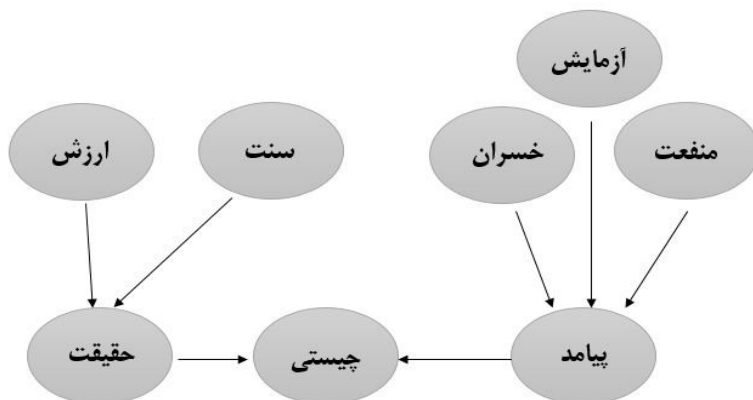 آزمایش
منفعت
خسران
سنت
ارزش
پیامد
چیستی
حقیقت